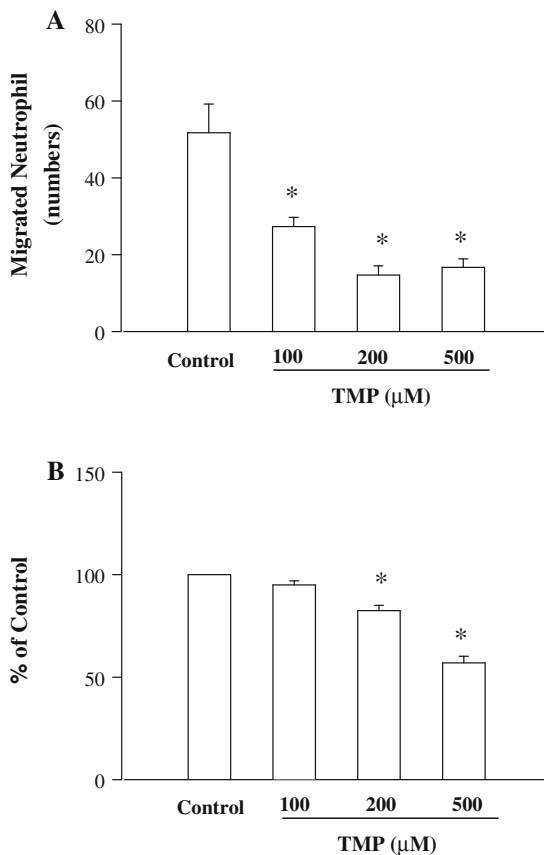 A
80
60
40
20
0
Migrated Neutrophil
(numbers)
*
*
*
Control
100
200
500
TMP (μM)
B
150
100
50
0
% of Control
*
*
Control
100
200
500
TMP (μM)